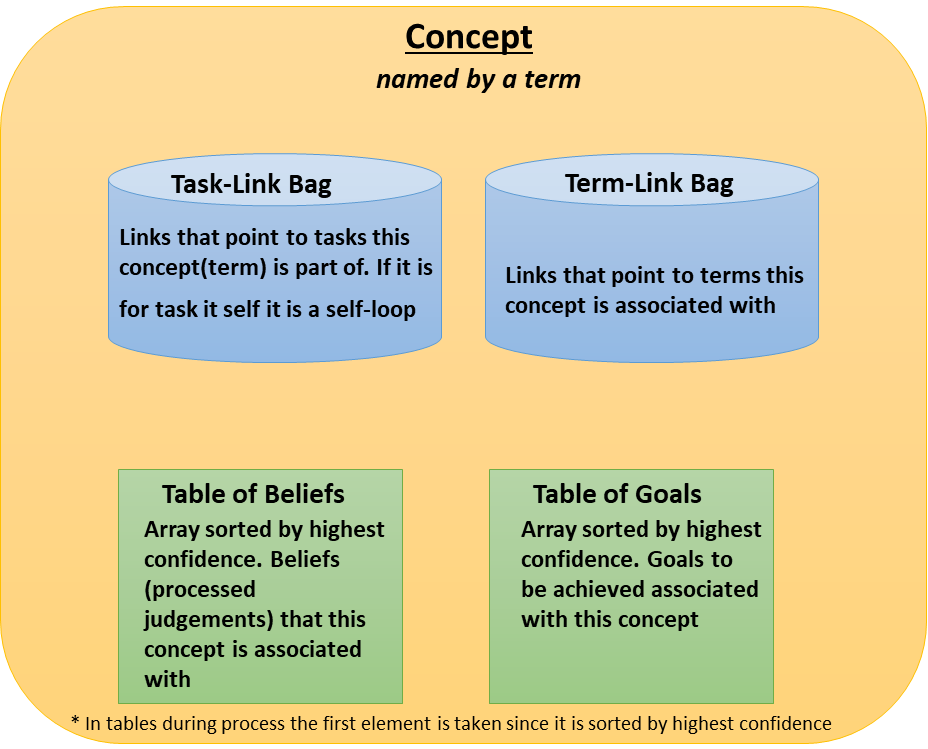 Concept
named by a term
Task-Link Bag
Links that point to tasks this
concept(term) is part of. If it is
for task it self it is a self-loop
Term-Link Bag
Links that point to terms this
concept is associated with
Table of Beliefs
Array sorted by highest
confidence. Beliefs
(processed
judgements) that this
concept is associated
with
Table of Goals
Array sorted by highest
confidence. Goals to
be achieved associated
with this concept
* In tables during process the first element is taken since it is sorted by highest confidence